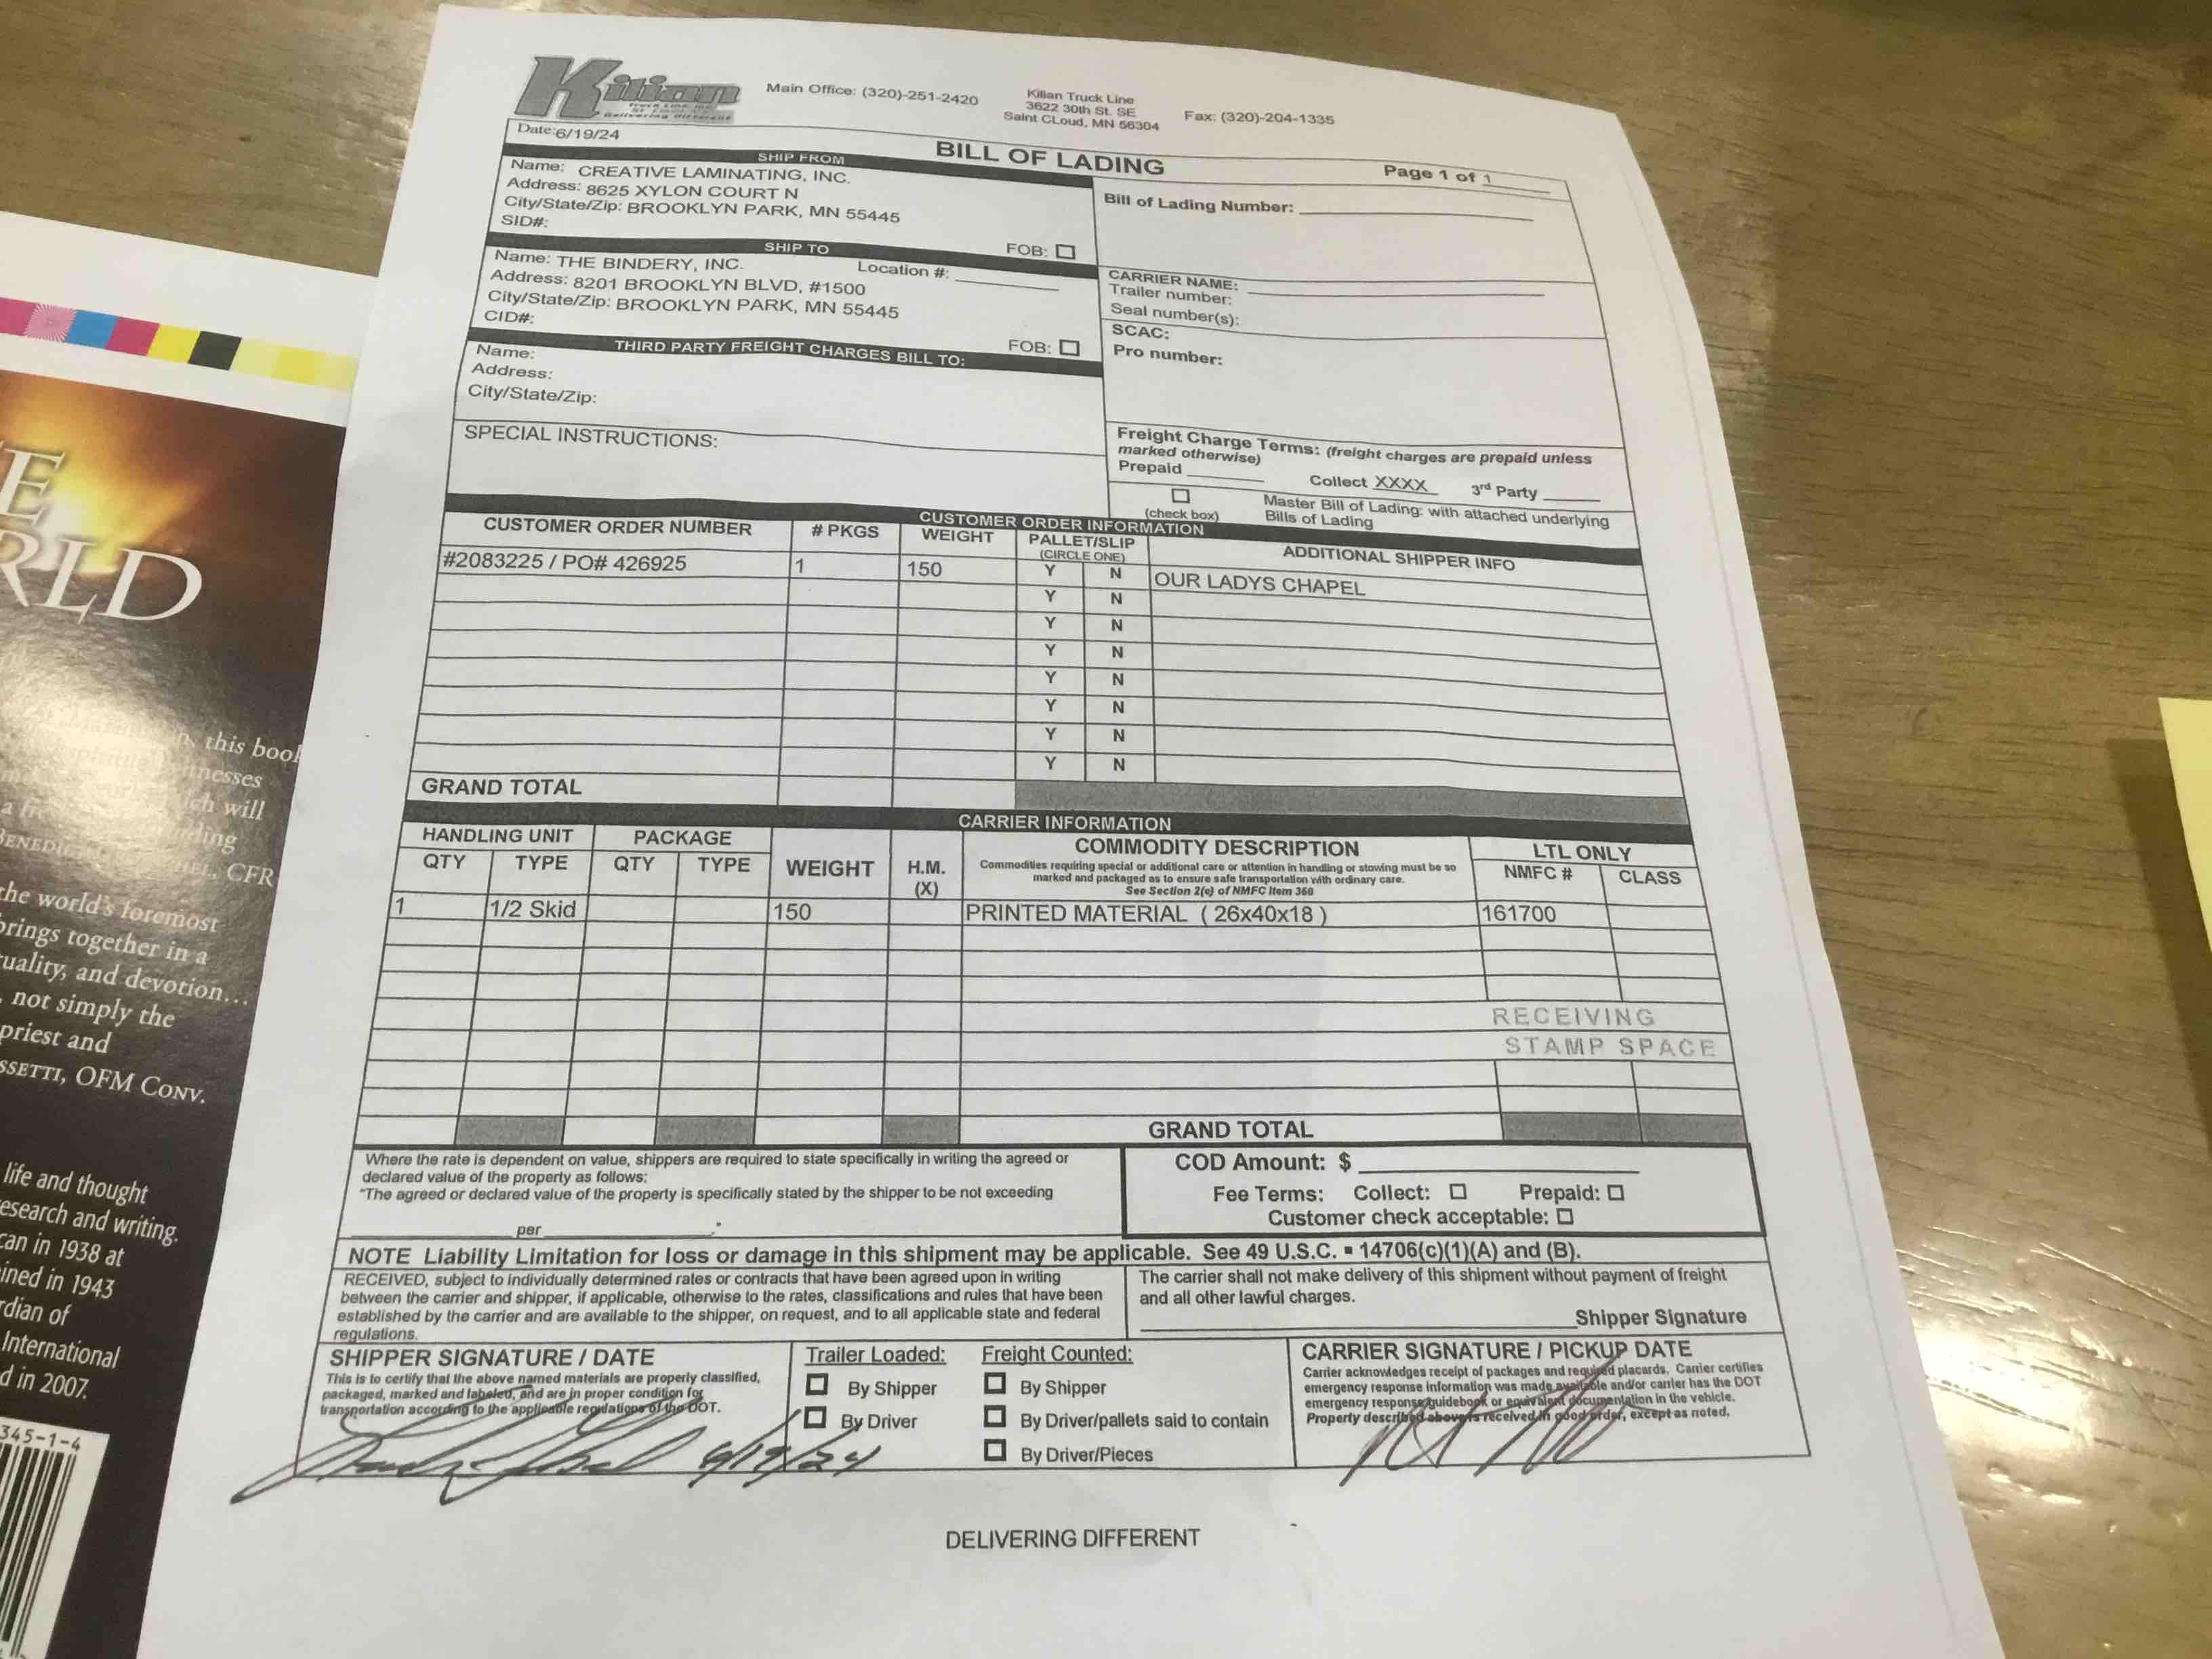 Kilian
Truck Line, Inc.
Delivering Different
Main Office: (320)-251-2420
Kilian Truck Line
3622 30th St. SE
Saint CLoud, MN 56304
Fax: (320)-204-1335
Date:6/19/24
BILL OF LADING
Page 1 of 1
SHIP FROM
Name: CREATIVE LAMINATING, INC.
Address: 8625 XYLON COURT N
City/State/Zip: BROOKLYN PARK, MN 55445
SID#:
FOB:
Bill of Lading Number:
SHIP TO
Name: THE BINDERY, INC.
Location #:
Address: 8201 BROOKLYN BLVD, #1500
City/State/Zip: BROOKLYN PARK, MN 55445
CID#:
FOB:
CARRIER NAME:
Trailer number:
Seal number(s):
SCAC:
Pro number:
THIRD PARTY FREIGHT CHARGES BILL TO:
Name:
Address:
City/State/Zip:
SPECIAL INSTRUCTIONS:
Freight Charge Terms: (freight charges are prepaid unless
marked otherwise)
Prepaid Collect XXXX 3rd Party
(check box)
Master Bill of Lading: with attached underlying
Bills of Lading
CUSTOMER ORDER INFORMATION
CUSTOMER ORDER NUMBER # PKGS WEIGHT PALLET/SLIP (CIRCLE ONE) ADDITIONAL SHIPPER INFO
#2083225 / PO# 426925 1 150 Y N OUR LADYS CHAPEL
Y N
Y N
Y N
Y N
Y N
Y N
Y N
GRAND TOTAL
CARRIER INFORMATION
HANDLING UNIT PACKAGE
QTY TYPE QTY TYPE WEIGHT H.M. (X)
COMMODITY DESCRIPTION
Commodities requiring special or additional care or attention in handling or stowing must be so
marked and packaged as to ensure safe transportation with ordinary care.
See Section 2(e) of NMFC Item 360
LTL ONLY
NMFC # CLASS
1 1/2 Skid 150 PRINTED MATERIAL ( 26x40x18 ) 161700
RECEIVING
STAMP SPACE
GRAND TOTAL
Where the rate is dependent on value, shippers are required to state specifically in writing the agreed or
declared value of the property as follows:
"The agreed or declared value of the property is specifically stated by the shipper to be not exceeding
per ."
COD Amount: $
Fee Terms: Collect: Prepaid:
Customer check acceptable:
NOTE Liability Limitation for loss or damage in this shipment may be applicable. See 49 U.S.C. ▪ 14706(c)(1)(A) and (B).
RECEIVED, subject to individually determined rates or contracts that have been agreed upon in writing
between the carrier and shipper, if applicable, otherwise to the rates, classifications and rules that have been
established by the carrier and are available to the shipper, on request, and to all applicable state and federal
regulations.
The carrier shall not make delivery of this shipment without payment of freight
and all other lawful charges.
Shipper Signature
SHIPPER SIGNATURE / DATE
This is to certify that the above named materials are properly classified,
packaged, marked and labeled, and are in proper condition for
transportation according to the applicable regulations of the DOT.
6/19/24
Trailer Loaded:
By Shipper
By Driver
Freight Counted:
By Shipper
By Driver/pallets said to contain
By Driver/Pieces
CARRIER SIGNATURE / PICKUP DATE
Carrier acknowledges receipt of packages and required placards. Carrier certifies
emergency response information was made available and/or carrier has the DOT
emergency response guidebook or equivalent documentation in the vehicle.
Property described above is received in good order, except as noted.
DELIVERING DIFFERENT
E
RLD
this book
nesses
ch will
CFR
the world's foremost
brings together in a
uality, and devotion...
, not simply the
priest and
SSETTI, OFM CONV.
life and thought
esearch and writing.
can in 1938 at
ined in 1943
rdian of
International
d in 2007.
345-1-4